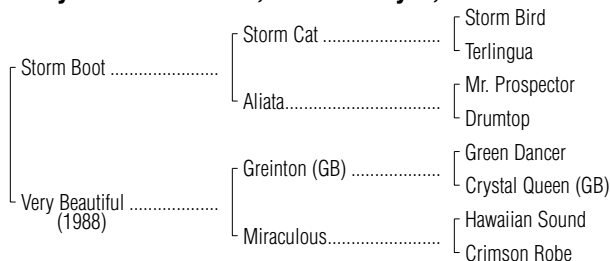 Storm Bird
Storm Cat ..........................
Terlingua
Storm Boot ........................
Mr. Prospector
Aliata...................................
Drumtop
Green Dancer
Greinton (GB) ....................
Crystal Queen (GB)
Very Beautiful ....................
(1988)
Hawaiian Sound
Miraculous.........................
Crimson Robe